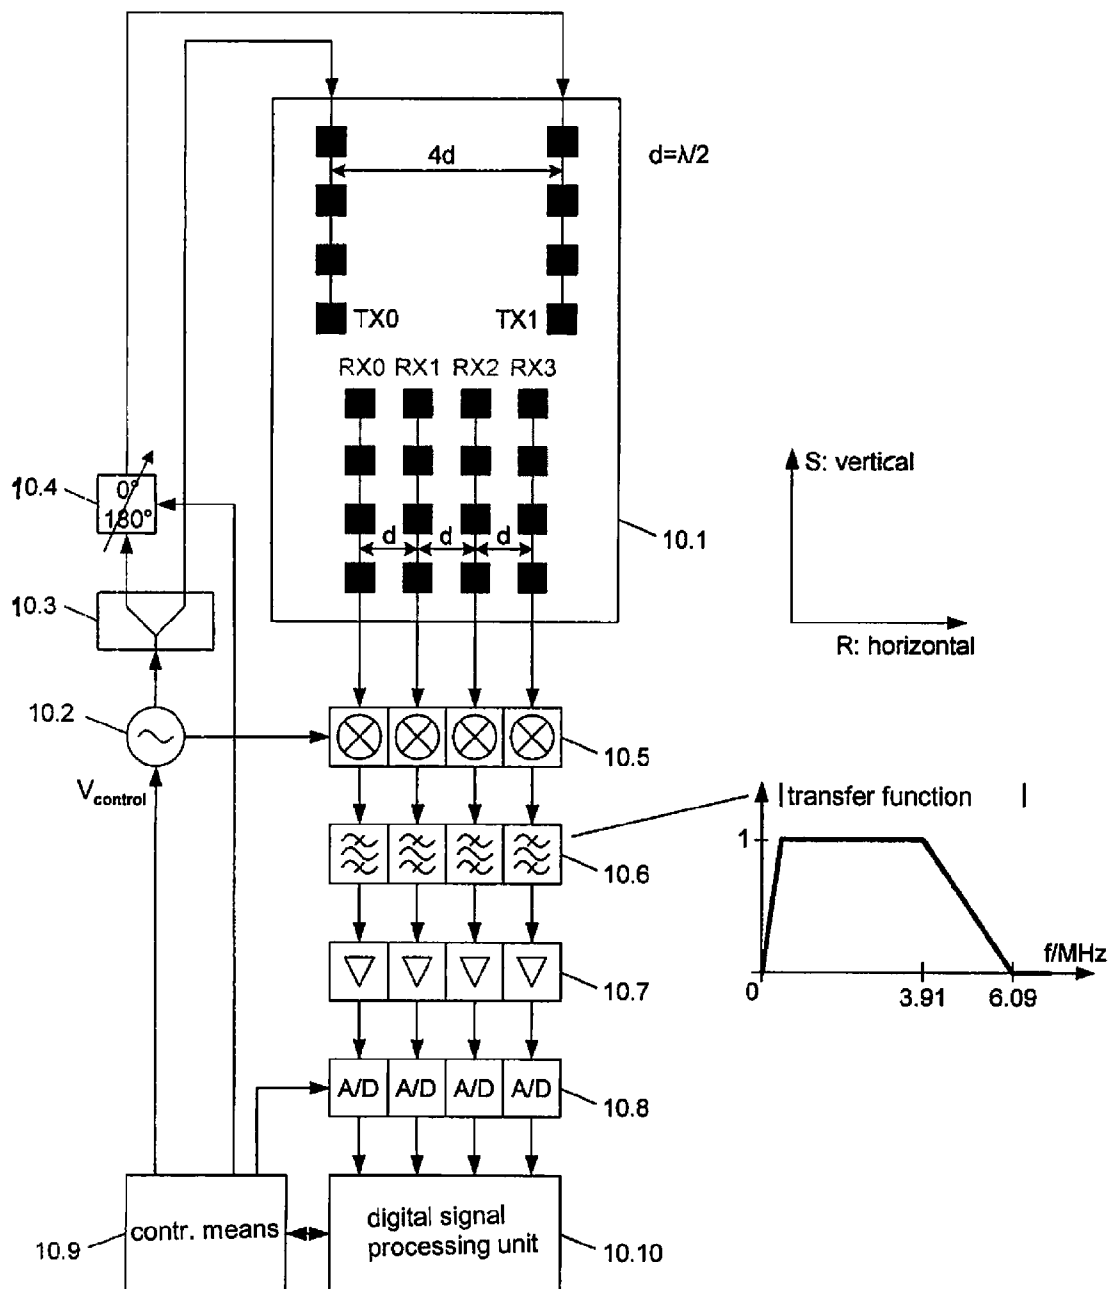 4d
d=λ/2
TX0
TX1
RX0 RX1 RX2 RX3
S: vertical
10.4
0°
180°
d d d
10.1
10.3
R: horizontal
10.2
10.5
V control
|transfer function |
1
10.6
f/MHz
10.7
0
3.91
6.09
A/D A/D A/D A/D
10.8
contr. means
digital signal
processing unit
10.9
10.10